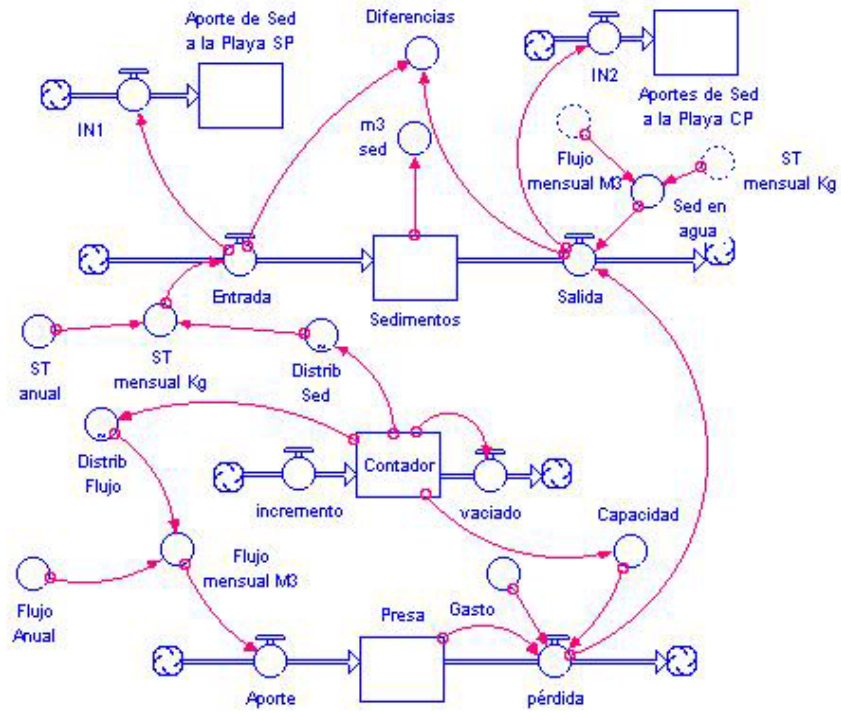 Aporte de Sed
a la Playa SP
Diferencias
IN1
IN2
Aportes de Sed
a la Playa CP
m3
sed
Flujo
mensual M3
ST
mensual Kg
Sed en
agua
Entrada
Sedimentos
Salida
ST
anual
ST
mensual Kg
Distrib
Sed
Distrib
Flujo
Contador
incremento
vaciado
Capacidad
Flujo
mensual M3
Flujo
Anual
Presa
Gasto
Aporte
pérdida